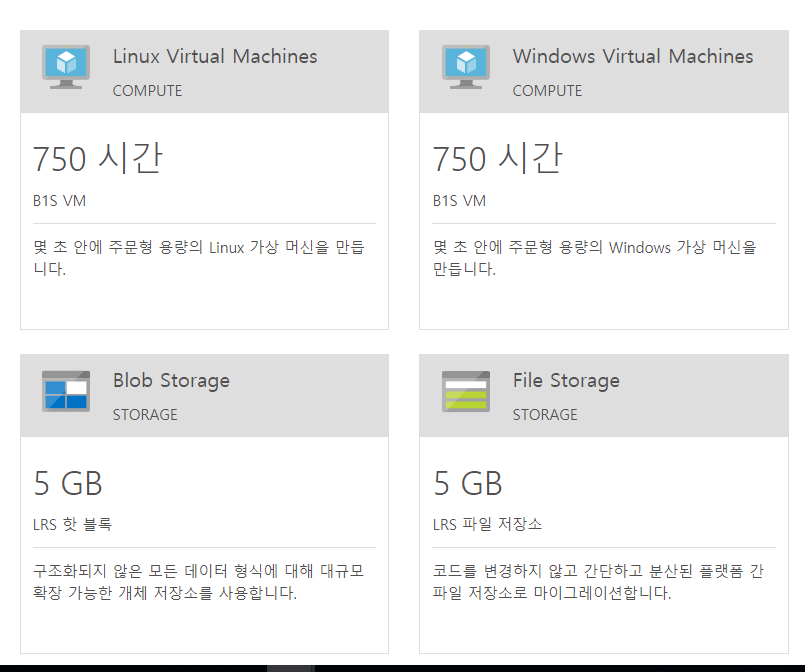 Linux Virtual Machines
COMPUTE
750 시간
B1S VM
몇 초 안에 주문형 용량의 Linux 가상 머신을 만듭
니다.
Windows Virtual Machines
COMPUTE
750 시간
B1S VM
몇 초 안에 주문형 용량의 Windows 가상 머신을
만듭니다.
Blob Storage
STORAGE
5 GB
LRS 핫 블록
구조화되지 않은 모든 데이터 형식에 대해 대규모
확장 가능한 개체 저장소를 사용합니다.
File Storage
STORAGE
5 GB
LRS 파일 저장소
코드를 변경하지 않고 간단하고 분산된 플랫폼 간
파일 저장소로 마이그레이션합니다.